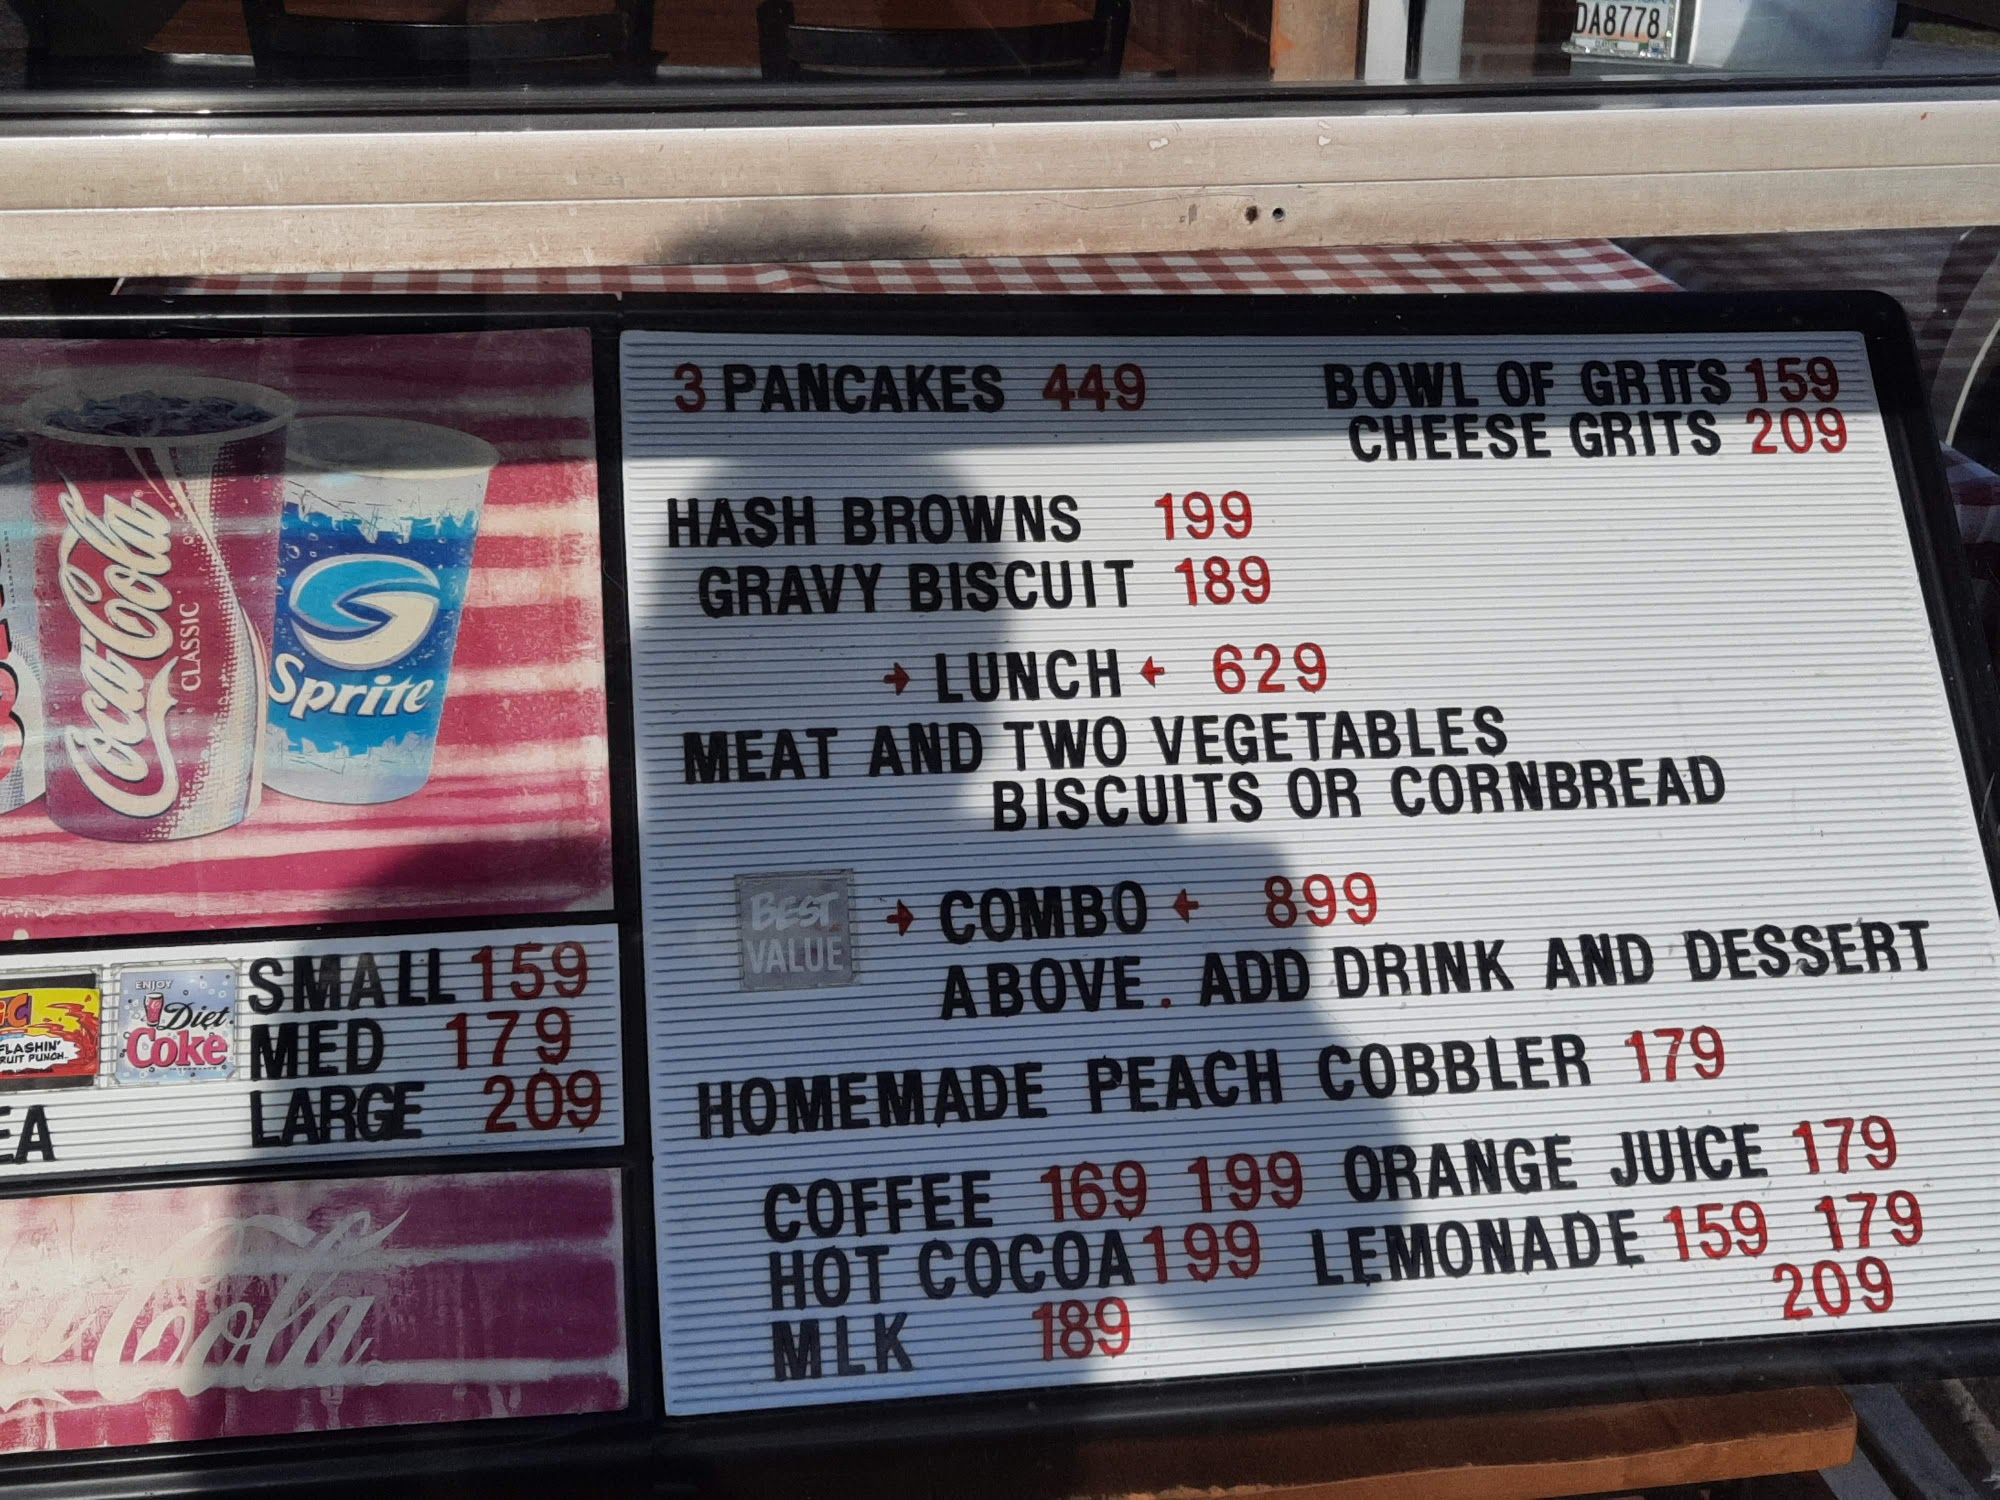 DA8778
3 PANCAKES 449
BOWL OF GRITS 159
CHEESE GRITS 209
HASH BROWNS 199
GRAVY BISCUIT 189
→ LUNCH ← 629
MEAT AND TWO VEGETABLES
BISCUITS OR CORNBREAD
BEST
VALUE
→ COMBO ← 899
ABOVE. ADD DRINK AND DESSERT
HOMEMADE PEACH COBBLER 179
COFFEE 169 199
ORANGE JUICE 179
HOT COCOA 199
LEMONADE 159 179
209
MLK 189
Coca-Cola
CLASSIC
Sprite
ENJOY
Diet
Coke
SMALL 159
MED 179
LARGE 209
FLASHIN'
PUNCH
EA
Cola